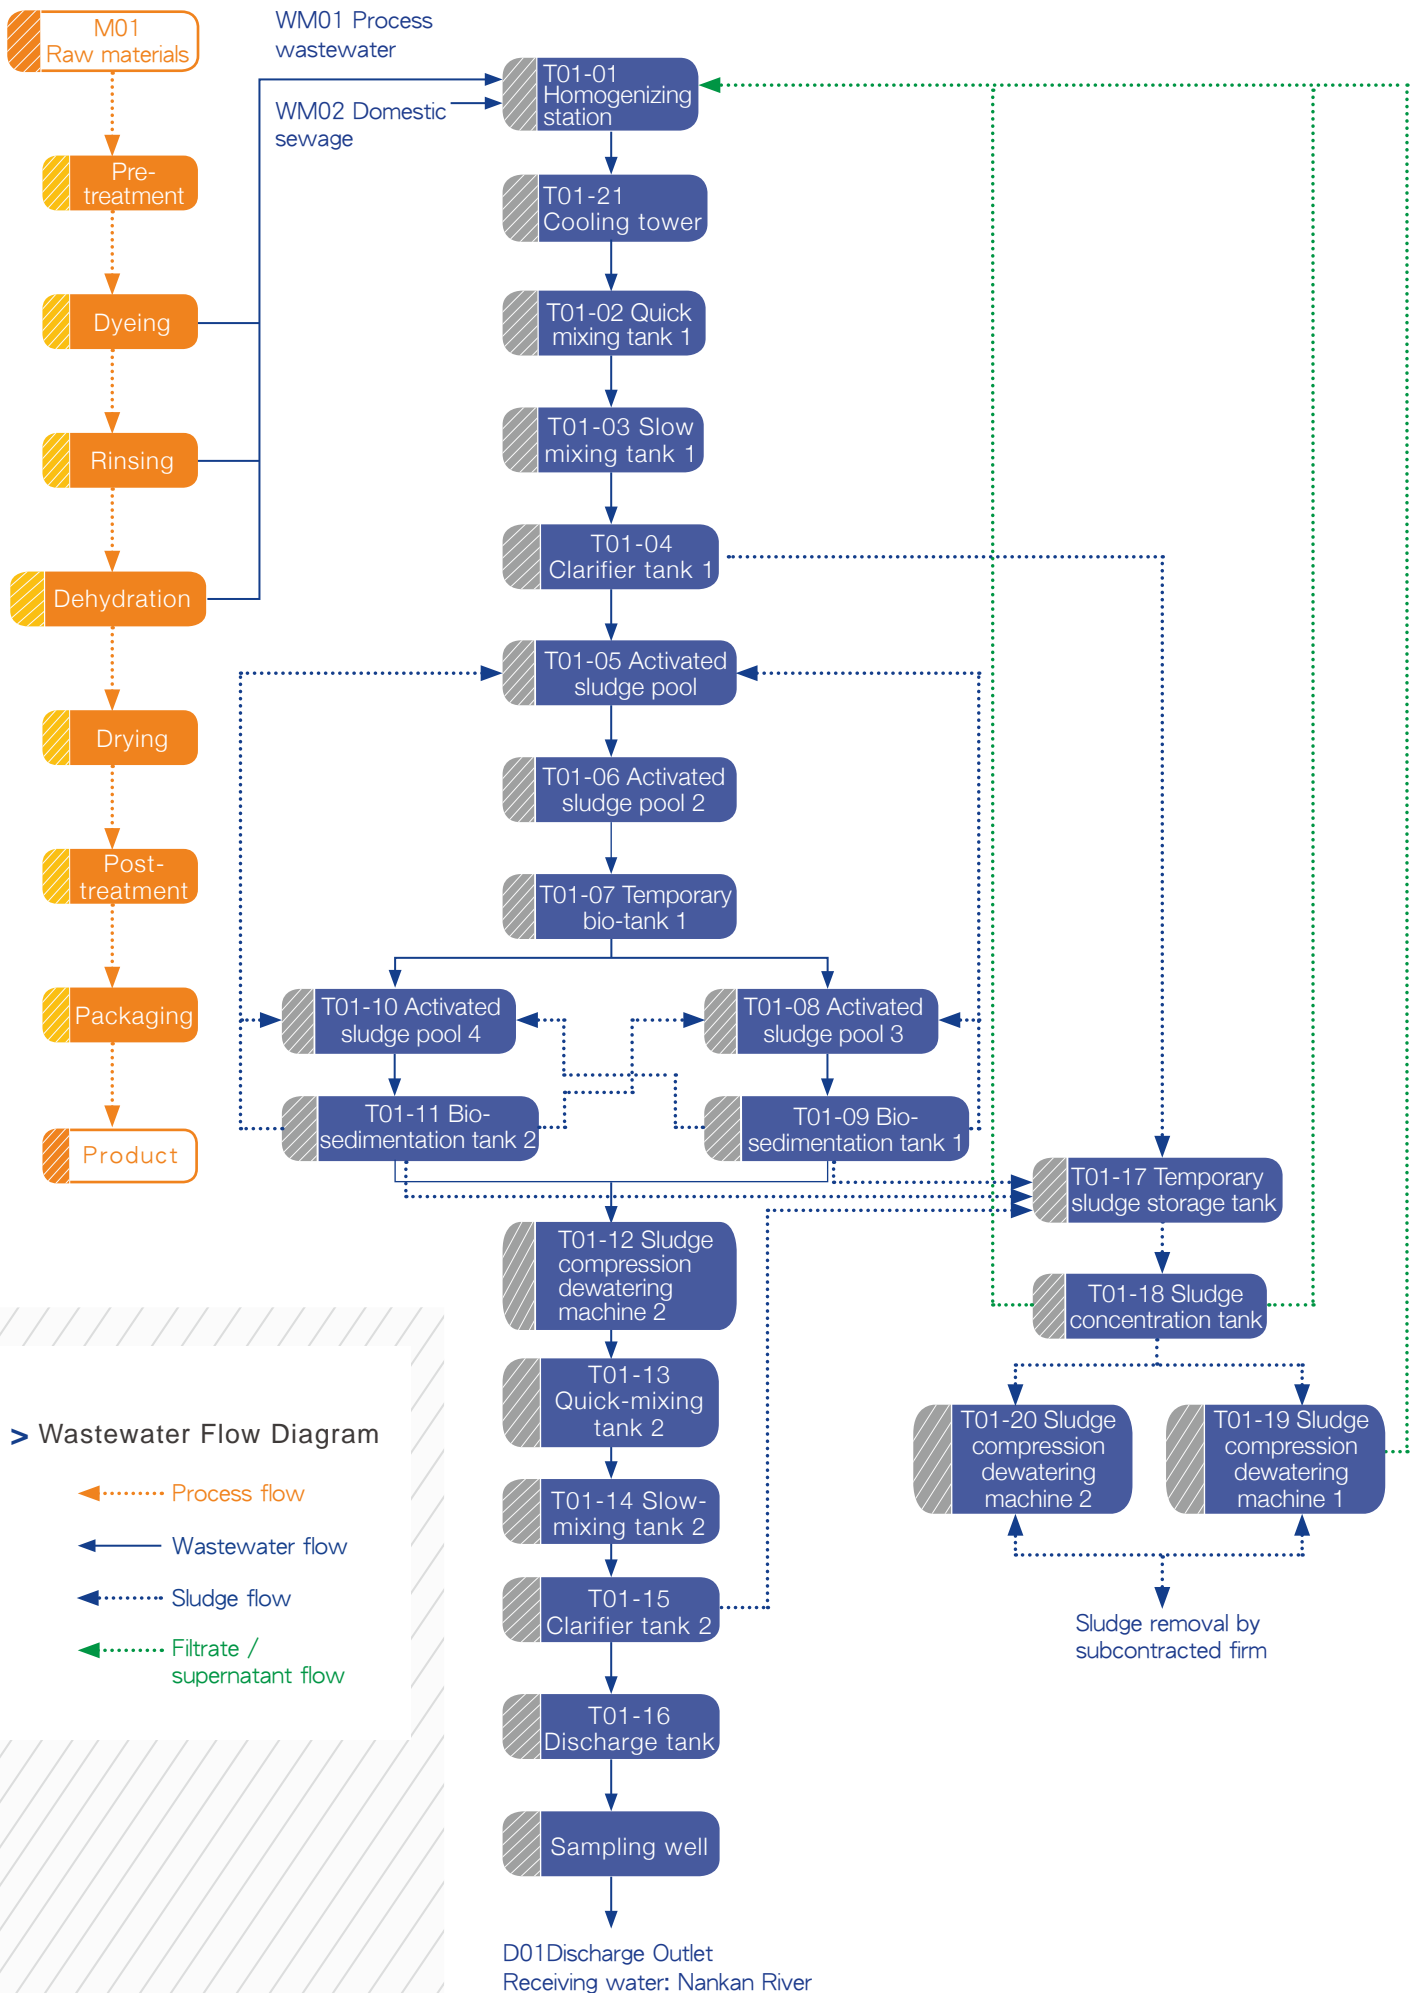 M01
Raw materials
Pre-
treatment
Dyeing
Rinsing
Dehydration
Drying
Post-
treatment
Packaging
Product
WM01 Process
wastewater
WM02 Domestic
sewage
T01-01
Homogenizing
station
T01-21
Cooling tower
T01-02 Quick
mixing tank 1
T01-03 Slow
mixing tank 1
T01-04
Clarifier tank 1
T01-05 Activated
sludge pool
T01-06 Activated
sludge pool 2
T01-07 Temporary
bio-tank 1
T01-10 Activated
sludge pool 4
T01-08 Activated
sludge pool 3
T01-11 Bio-
sedimentation tank 2
T01-09 Bio-
sedimentation tank 1
T01-17 Temporary
sludge storage tank
T01-12 Sludge
compression
dewatering
machine 2
T01-18 Sludge
concentration tank
T01-13
Quick-mixing
tank 2
T01-20 Sludge
compression
dewatering
machine 2
T01-19 Sludge
compression
dewatering
machine 1
T01-14 Slow-
mixing tank 2
T01-15
Clarifier tank 2
Sludge removal by
subcontracted firm
T01-16
Discharge tank
Sampling well
D01Discharge Outlet
Receiving water: Nankan River
> Wastewater Flow Diagram
Process flow
Wastewater flow
Sludge flow
Filtrate /
supernatant flow